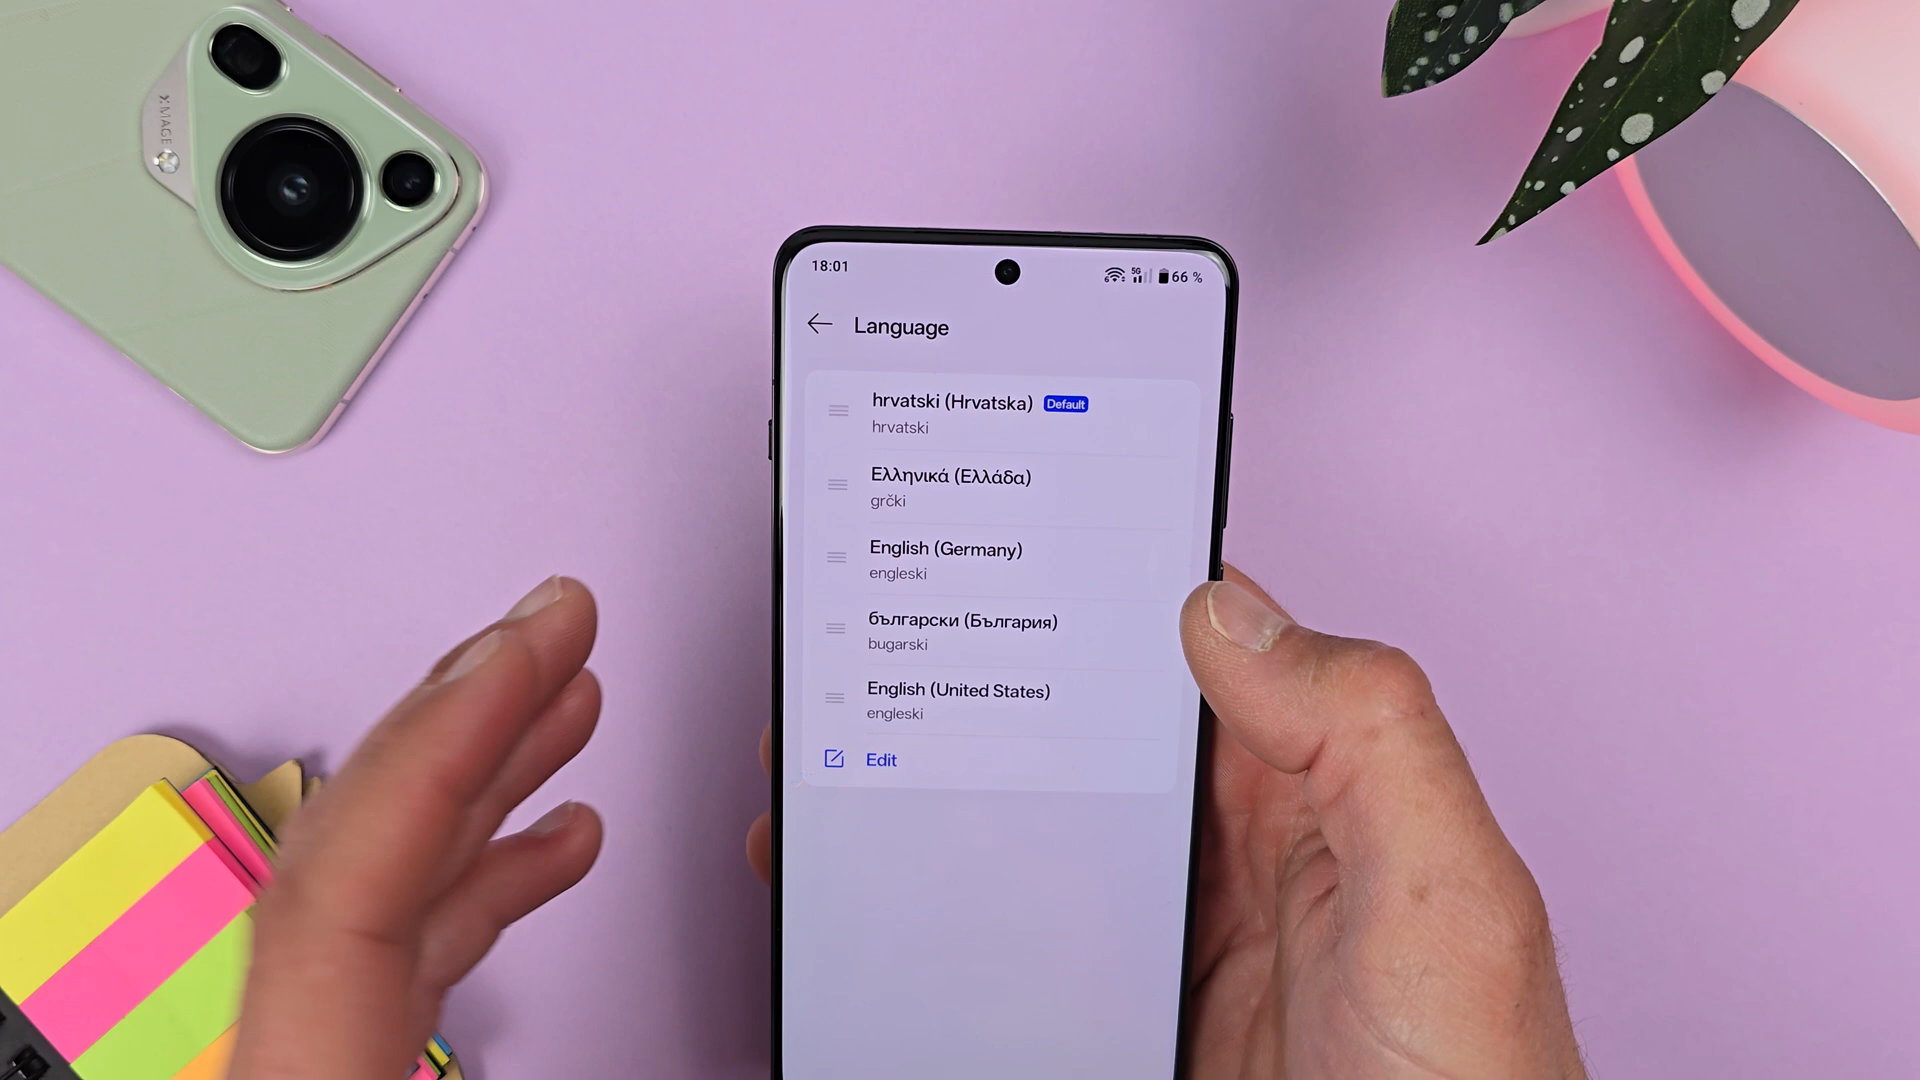 XMAGE
18:01
5G
66 %
Language
hrvatski (Hrvatska) Default
hrvatski
Ελληνικά (Ελλάδα)
grčki
English (Germany)
engleski
български (България)
bugarski
English (United States)
engleski
Edit